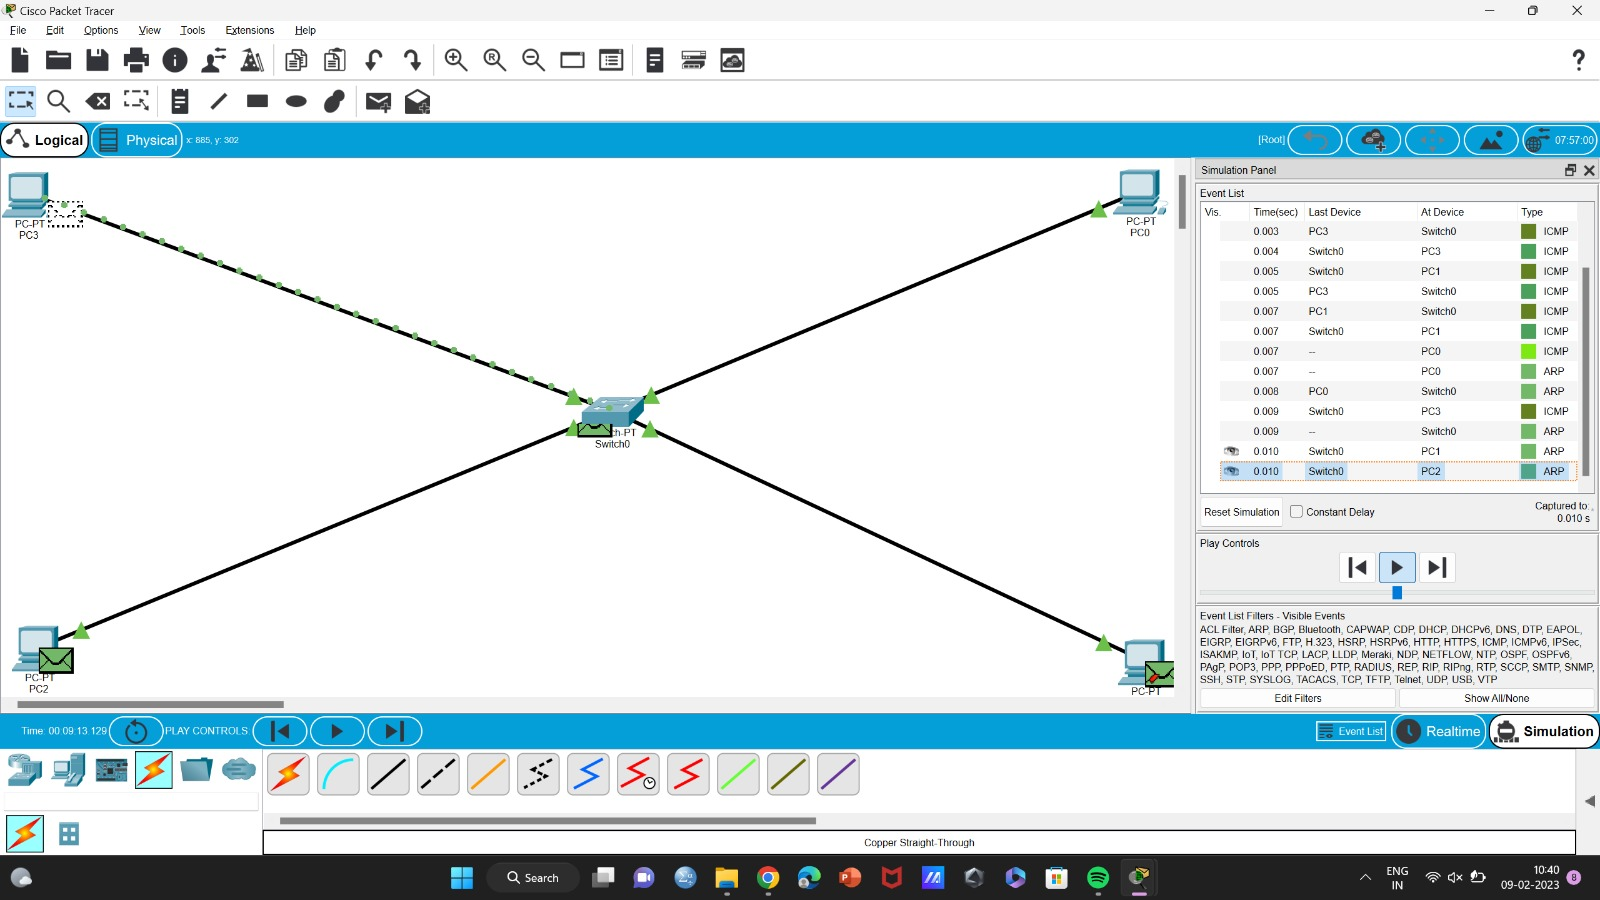 Cisco Packet Tracer
File Edit Options View Tools Extensions Help
Logical Physical x: 885, y: 302 [Root] 07:57:00
PC-PT
PC3
PC-PT
PC0
ch-PT
Switch0
PC-PT
PC2
PC-PT
Simulation Panel
Event List
Vis. Time(sec) Last Device At Device Type
0.003 PC3 Switch0 ICMP
0.004 Switch0 PC3 ICMP
0.005 Switch0 PC1 ICMP
0.005 PC3 Switch0 ICMP
0.007 PC1 Switch0 ICMP
0.007 Switch0 PC1 ICMP
0.007 -- PC0 ICMP
0.007 -- PC0 ARP
0.008 PC0 Switch0 ARP
0.009 Switch0 PC3 ICMP
0.009 -- Switch0 ARP
0.010 Switch0 PC1 ARP
0.010 Switch0 PC2 ARP
Reset Simulation Constant Delay Captured to:
0.010 s
Play Controls
Event List Filters - Visible Events
ACL Filter, ARP, BGP, Bluetooth, CAPWAP, CDP, DHCP, DHCPv6, DNS, DTP, EAPOL,
EIGRP, EIGRPv6, FTP, H.323, HSRP, HSRPv6, HTTP, HTTPS, ICMP, ICMPv6, IPSec,
ISAKMP, IoT, IoT TCP, LACP, LLDP, Meraki, NDP, NETFLOW, NTP, OSPF, OSPFv6,
PAgP, POP3, PPP, PPPoED, PTP, RADIUS, REP, RIP, RIPng, RTP, SCCP, SMTP, SNMP,
SSH, STP, SYSLOG, TACACS, TCP, TFTP, Telnet, UDP, USB, VTP
Edit Filters Show All/None
Time: 00:09:13.129 PLAY CONTROLS: Event List Realtime Simulation
Copper Straight-Through
Search
ENG
IN
10:40
09-02-2023 8